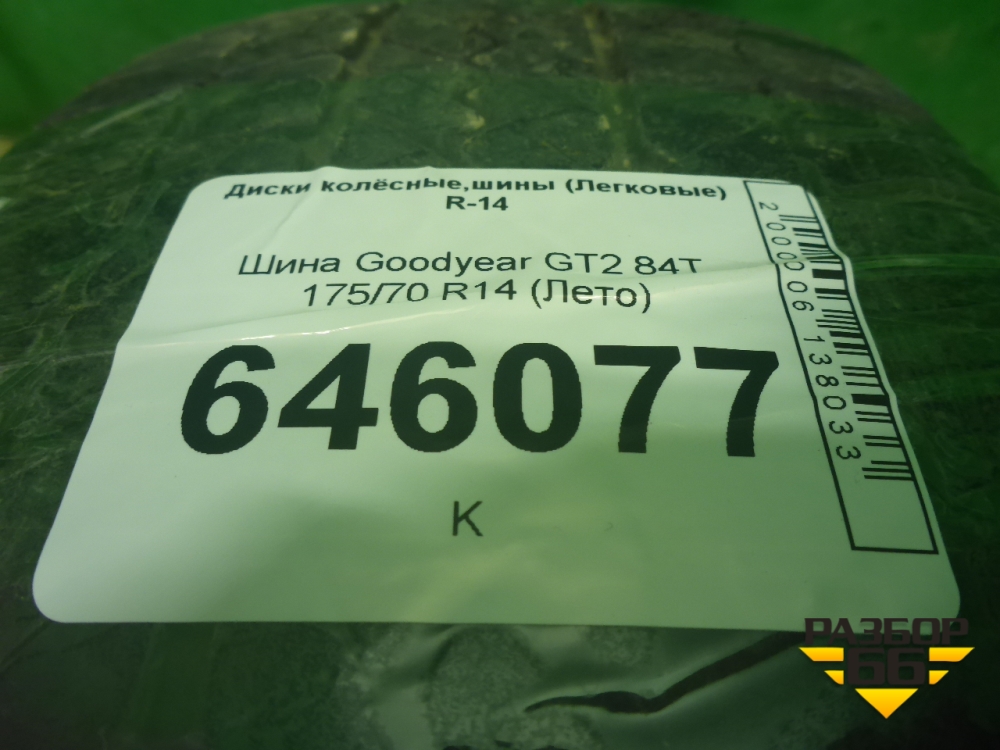 Диски колёсные,шины (Легковые)
R-14
Шина Goodyear GT2 84T
175/70 R14 (Лето)
646077
К
2000006138033
РАЗБОР
66